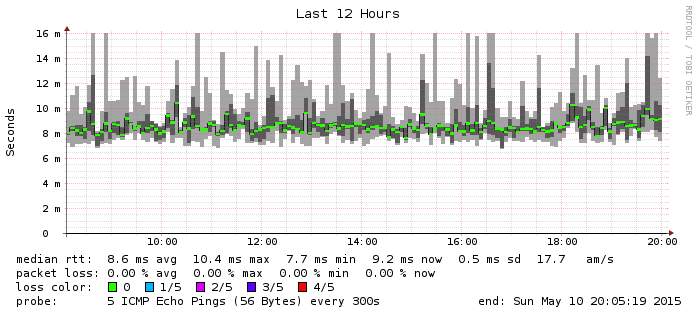 Last 12 Hours
RRDTOOL / TOBI OETIKER
Seconds
16 m
14 m
12 m
10 m
8 m
6 m
4 m
2 m
0
10:00 12:00 14:00 16:00 18:00 20:00
median rtt: 8.6 ms avg 10.4 ms max 7.7 ms min 9.2 ms now 0.5 ms sd 17.7 am/s
packet loss: 0.00 % avg 0.00 % max 0.00 % min 0.00 % now
loss color: 0 1/5 2/5 3/5 4/5
probe: 5 ICMP Echo Pings (56 Bytes) every 300s end: Sun May 10 20:05:19 2015